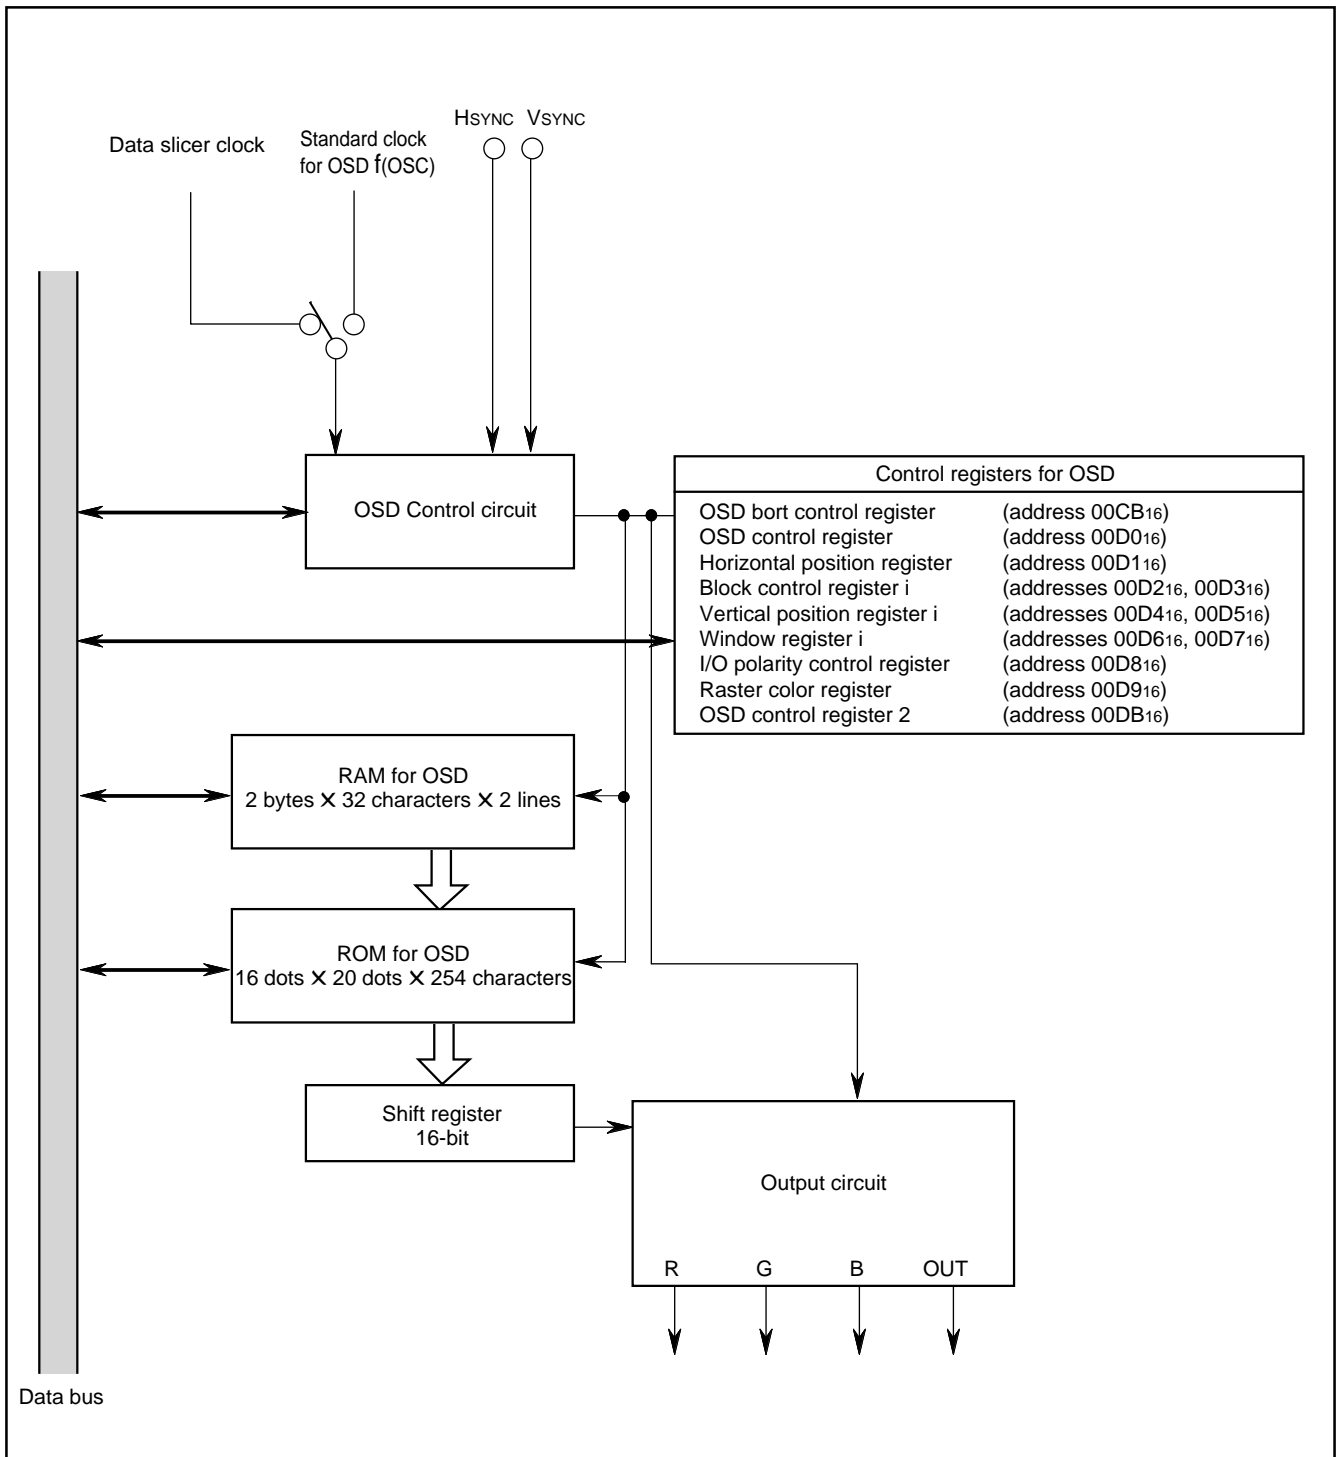 HSYNC VSYNC
Data slicer clock
Standard clock
for OSD f(OSC)
OSD Control circuit
Control registers for OSD
OSD bort control register (address 00CB16)
OSD control register (address 00D016)
Horizontal position register (address 00D116)
Block control register i (addresses 00D216, 00D316)
Vertical position register i (addresses 00D416, 00D516)
Window register i (addresses 00D616, 00D716)
I/O polarity control register (address 00D816)
Raster color register (address 00D916)
OSD control register 2 (address 00DB16)
RAM for OSD
2 bytes ✕ 32 characters ✕ 2 lines
ROM for OSD
16 dots ✕ 20 dots ✕ 254 characters
Shift register
16-bit
Output circuit
R G B OUT
Data bus